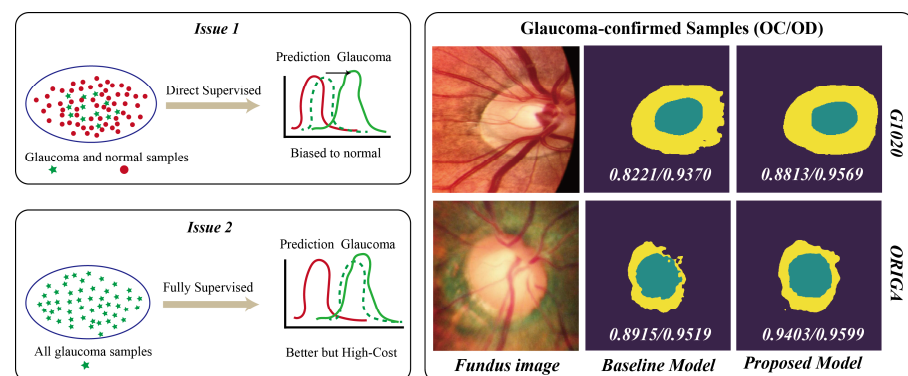 Issue 1
Direct Supervised
Prediction Glaucoma
Glaucoma and normal samples
Biased to normal
Issue 2
Fully Supervised
Prediction Glaucoma
All glaucoma samples
Better but High-Cost
Glaucoma-confirmed Samples (OC/OD)
0.8221/0.9370
0.8813/0.9569
G1020
0.8915/0.9519
0.9403/0.9599
ORIGA
Fundus image
Baseline Model
Proposed Model